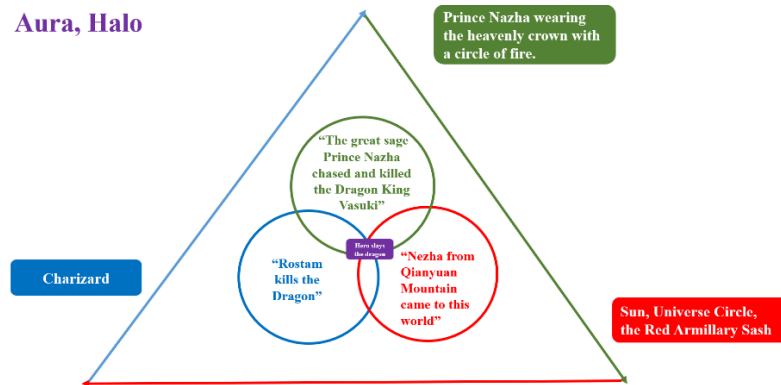 Aura, Halo
Prince Nazha wearing
the heavenly crown with
a circle of fire.
“The great sage
Prince Nazha
chased and killed
the Dragon King
Vasuki”
Hero slays
the dragon
“Rostam
kills the
Dragon”
“Nezha from
Qianyuan
Mountain
came to this
world”
Charizard
Sun, Universe Circle,
the Red Armillary Sash